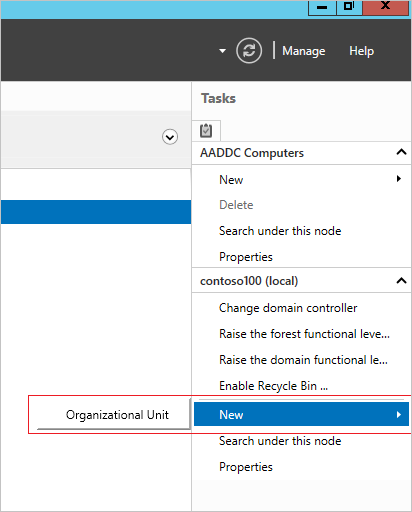 Manage Help
Tasks
AADDC Computers
New
Delete
Search under this node
Properties
contoso100 (local)
Change domain controller
Raise the forest functional leve...
Raise the domain functional le...
Enable Recycle Bin ...
Organizational Unit New
Search under this node
Properties